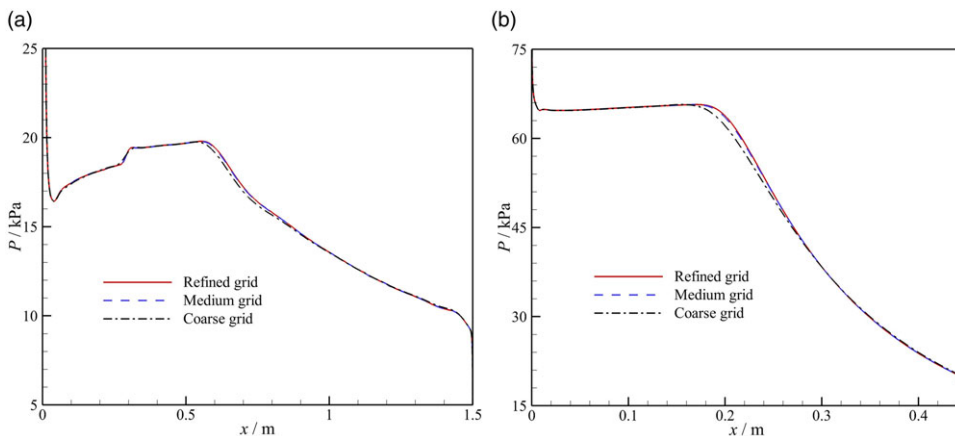 (a)
25
20
15
10
5
P / kPa
0
0.5
1
1.5
x / m
Refined grid
Medium grid
Coarse grid
(b)
75
60
45
30
15
P / kPa
0
0.1
0.2
0.3
0.4
x / m
Refined grid
Medium grid
Coarse grid